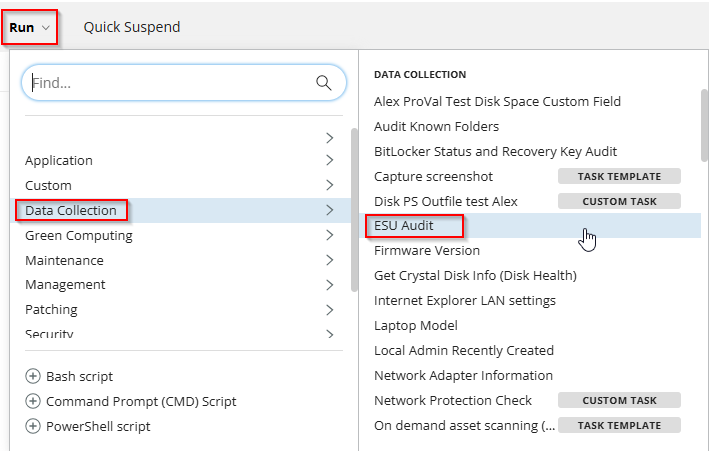 Run Quick Suspend
Find...
Application
Custom
Data Collection
Green Computing
Maintenance
Management
Patching
Security
Bash script
Command Prompt (CMD) Script
PowerShell script
DATA COLLECTION
Alex ProVal Test Disk Space Custom Field
Audit Known Folders
BitLocker Status and Recovery Key Audit
Capture screenshot TASK TEMPLATE
Disk PS Outfile test Alex CUSTOM TASK
ESU Audit
Firmware Version
Get Crystal Disk Info (Disk Health)
Internet Explorer LAN settings
Laptop Model
Local Admin Recently Created
Network Adapter Information
Network Protection Check CUSTOM TASK
On demand asset scanning (... TASK TEMPLATE